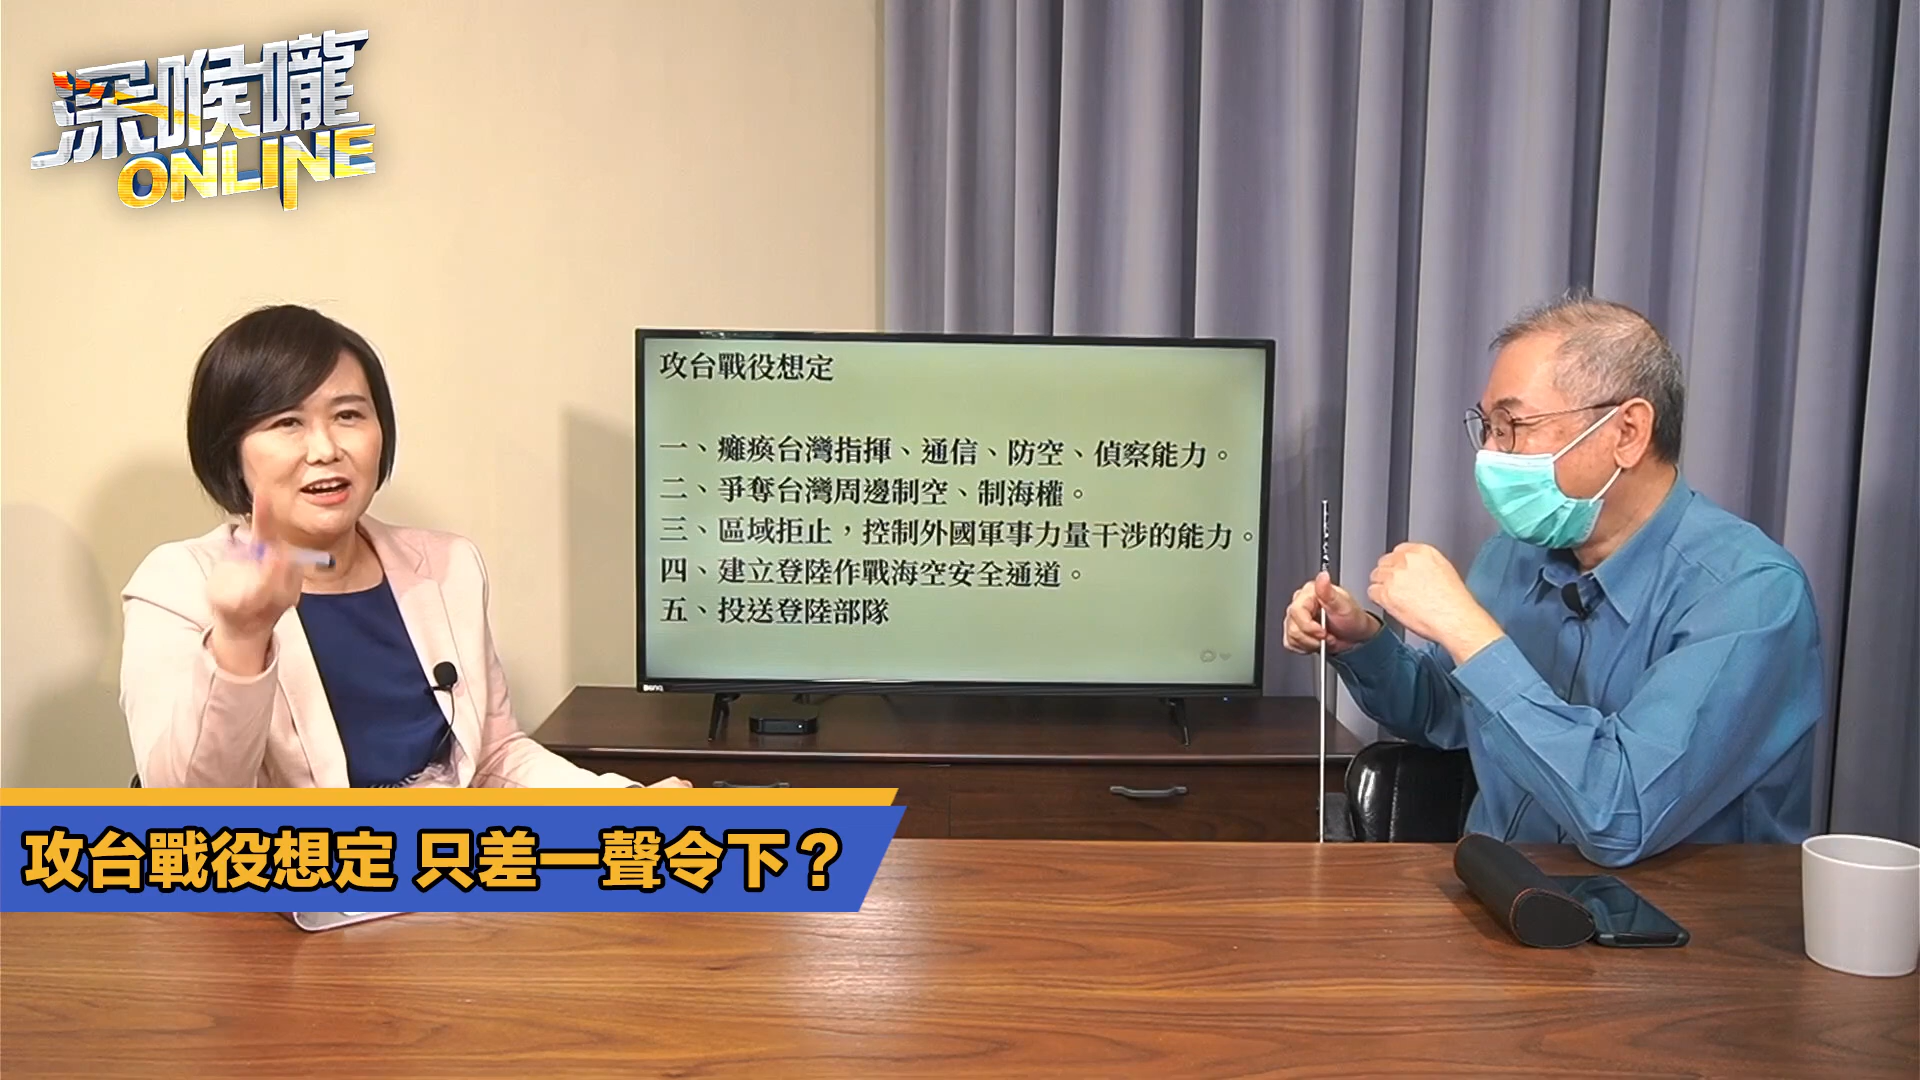 深喉嚨
ONLINE
攻台戰役想定
一、癱瘓台灣指揮、通信、防空、偵察能力。
二、爭奪台灣周邊制空、制海權。
三、區域拒止，控制外國軍事力量干涉的能力。
四、建立登陸作戰海空安全通道。
五、投送登陸部隊
BenQ
攻台戰役想定 只差一聲令下？